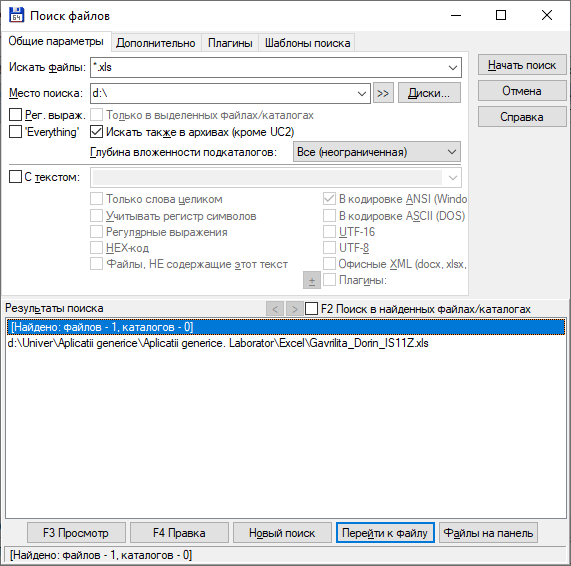 Поиск файлов
Общие параметры
Дополнительно
Плагины
Шаблоны поиска
Искать файлы:
*.xls
Начать поиск
Место поиска:
d:\
>>
Диски...
Отмена
Рег. выраж.
Только в выделенных файлах/каталогах
Справка
'Everything'
Искать также в архивах (кроме UC2)
Глубина вложенности подкаталогов:
Все (неограниченная)
С текстом:
Только слова целиком
В кодировке ANSI (Windo
Учитывать регистр символов
В кодировке ASCII (DOS)
Регулярные выражения
UTF-16
HEX-код
UTF-8
Файлы, НЕ содержащие этот текст
Офисные XML (docx, xlsx,
±
Плагины:
Результаты поиска
<
>
F2 Поиск в найденных файлах/каталогах
[Найдено: файлов - 1, каталогов - 0]
d:\Univer\Aplicatii generice\Aplicatii generice. Laborator\Excel\Gavrilita_Dorin_IS11Z.xls
F3 Просмотр
F4 Правка
Новый поиск
Перейти к файлу
Файлы на панель
[Найдено: файлов - 1, каталогов - 0]